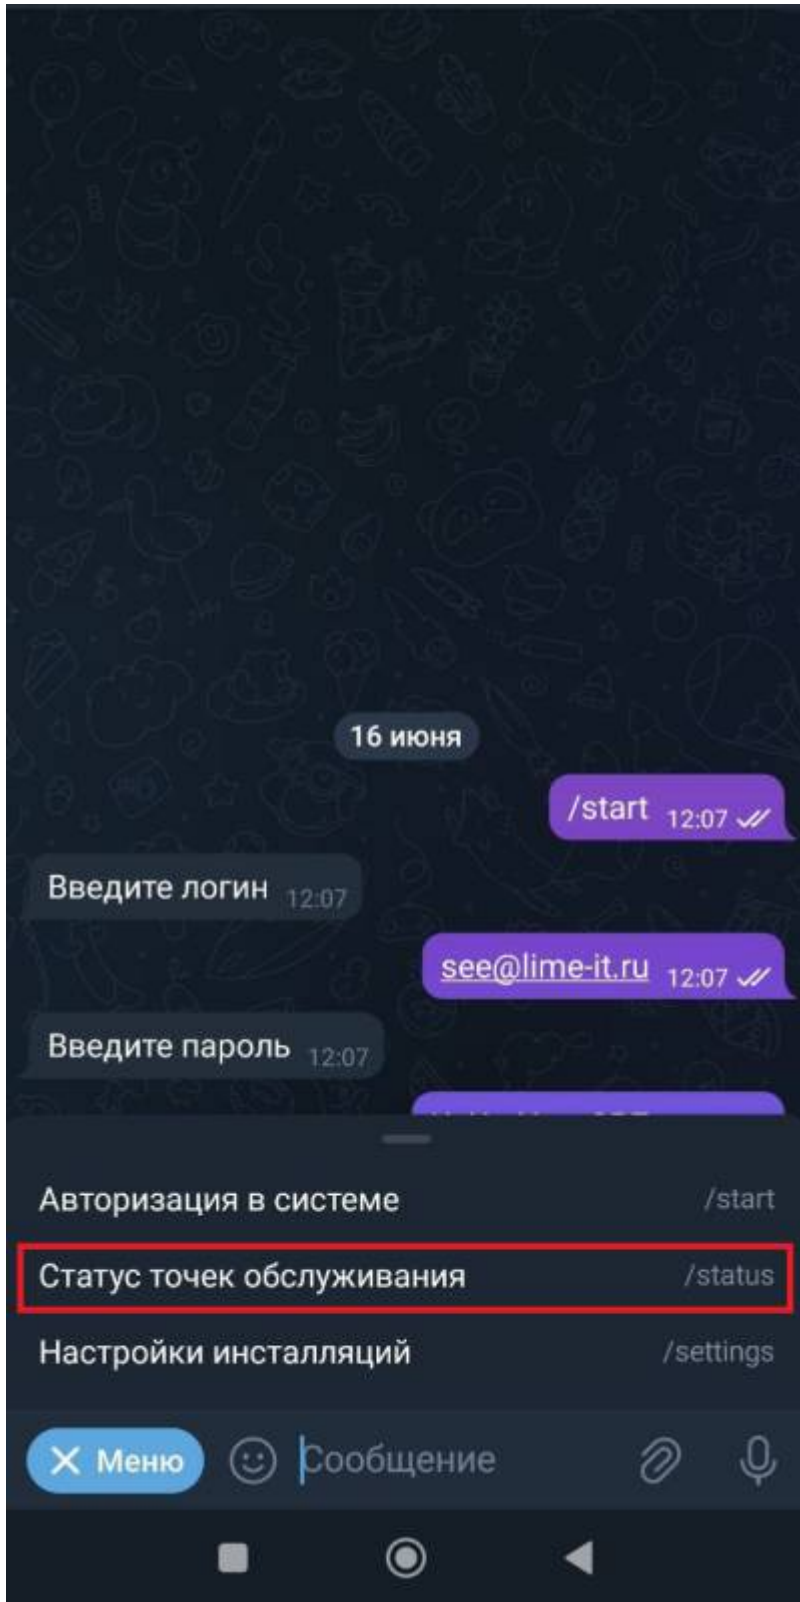 16 июня
/start 12:07
Введите логин 12:07
see@lime-it.ru 12:07
Введите пароль 12:07
Авторизация в системе /start
Статус точек обслуживания /status
Настройки инсталляций /settings
Меню Сообщение